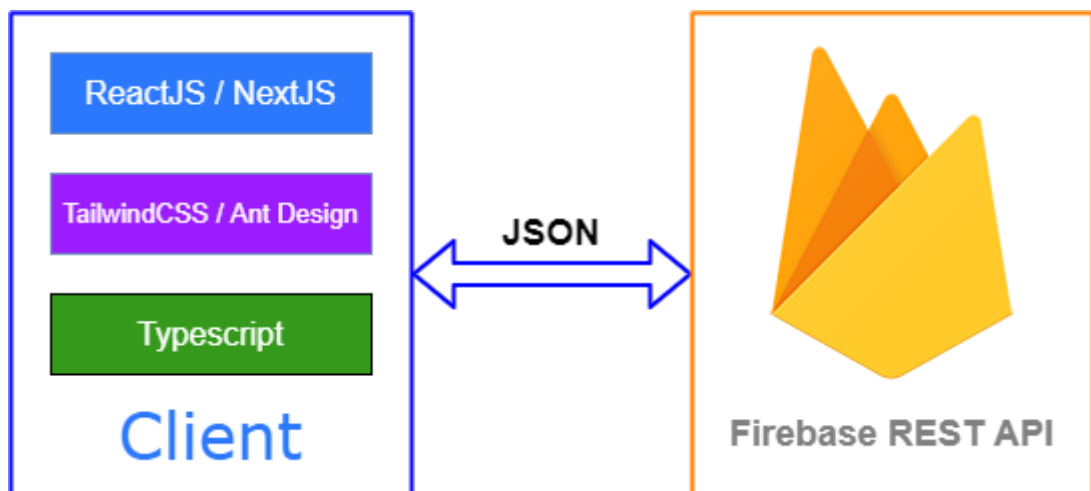 ReactJS / NextJS
TailwindCSS / Ant Design
Typescript
Client
JSON
Firebase REST API